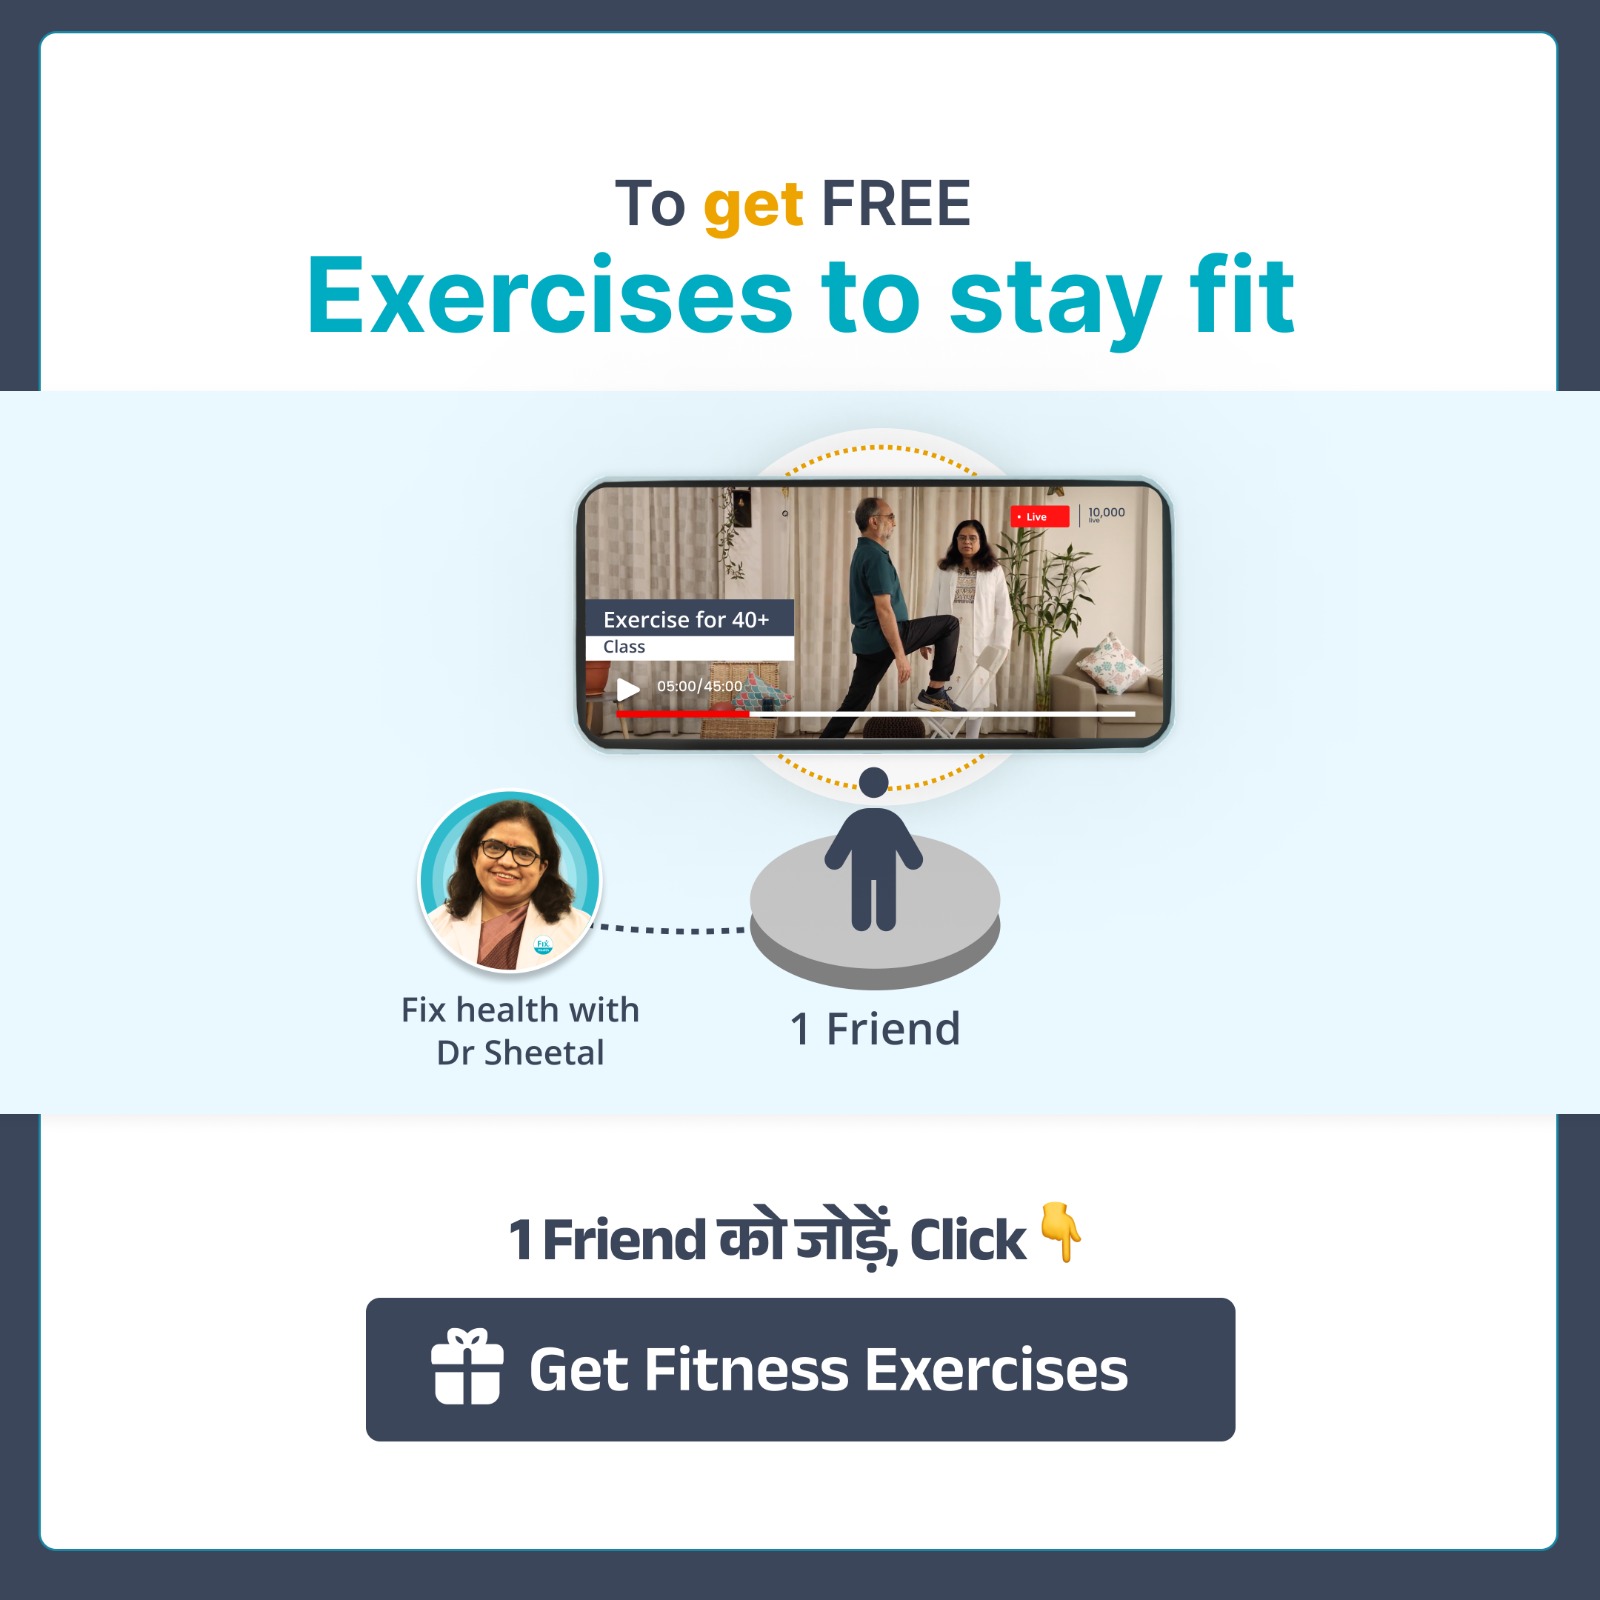 To get FREE
Exercises to stay fit
• Live
10,000
live
Exercise for 40+
Class
05:00/45:00
Fix
Fix health with
Dr Sheetal
1 Friend
1 Friend को जोड़ें, Click 👇
Get Fitness Exercises